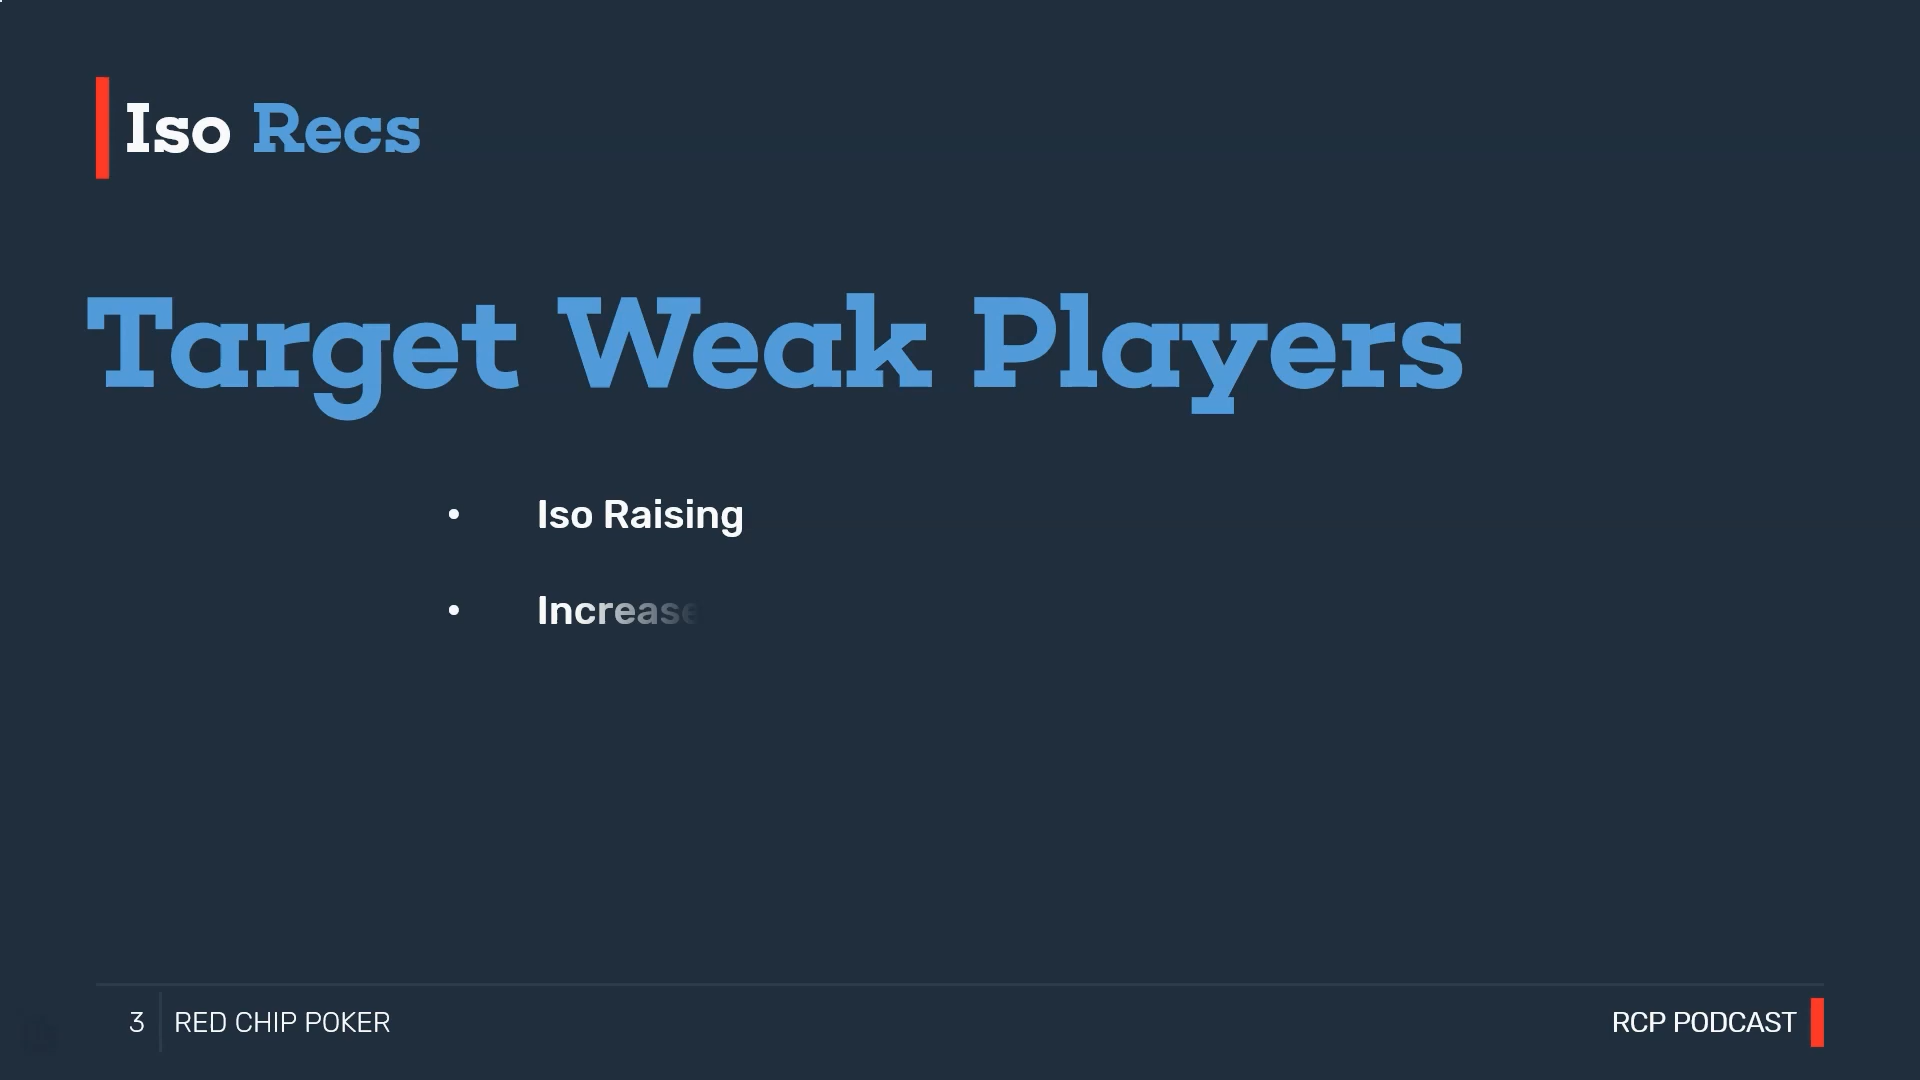 Iso Recs
Target Weak Players
• Iso Raising
• Increase
3 RED CHIP POKER
RCP PODCAST